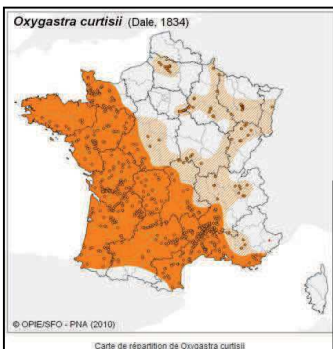 Oxygastra curtisii (Dale, 1834)
© OPIE/SFO - PNA (2010)
Carte de répartition de Oxygastra curtisii